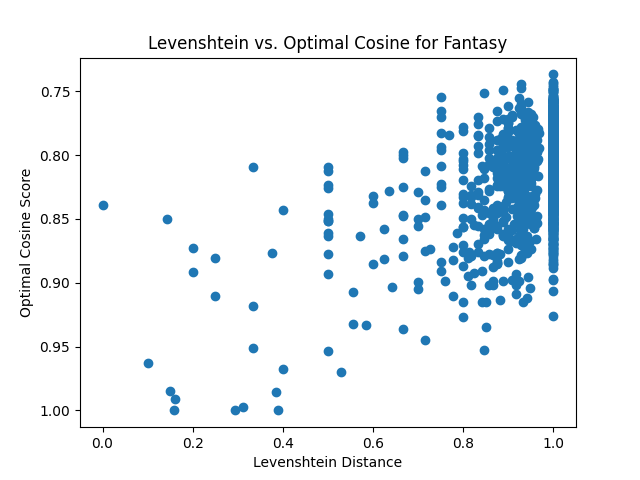 Levenshtein vs. Optimal Cosine for Fantasy
Optimal Cosine Score
0.75
0.80
0.85
0.90
0.95
1.00
0.0 0.2 0.4 0.6 0.8 1.0
Levenshtein Distance